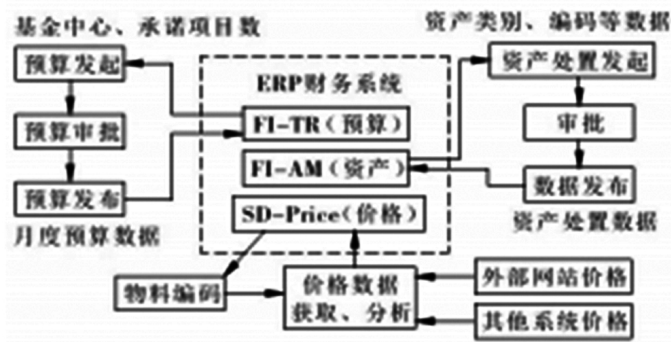 基金中心、承诺项目数
资产类别、编码等数据
预算发起
ERP财务系统
资产处置发起
FI-TR(预算)
预算审批
审批
FI-AM(资产)
预算发布
数据发布
SD-Price(价格)
月度预算数据
资产处置数据
物料编码
价格数据
获取、分析
外部网站价格
其他系统价格